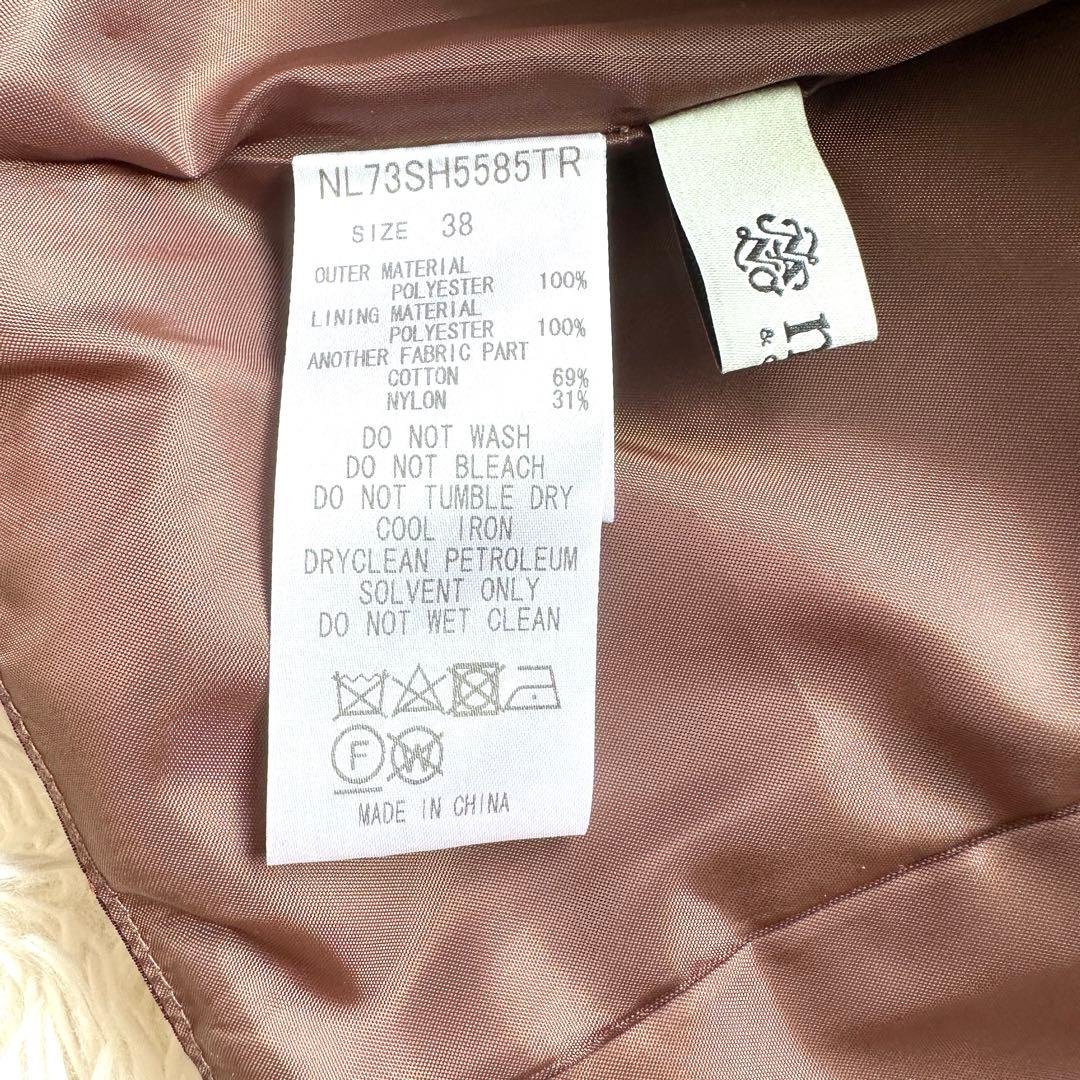 NL73SH5585TR
SIZE 38
OUTER MATERIAL
POLYESTER 100%
LINING MATERIAL
POLYESTER 100%
ANOTHER FABRIC PART
COTTON 69%
NYLON 31%
DO NOT WASH
DO NOT BLEACH
DO NOT TUMBLE DRY
COOL IRON
DRYCLEAN PETROLEUM
SOLVENT ONLY
DO NOT WET CLEAN
F W
MADE IN CHINA